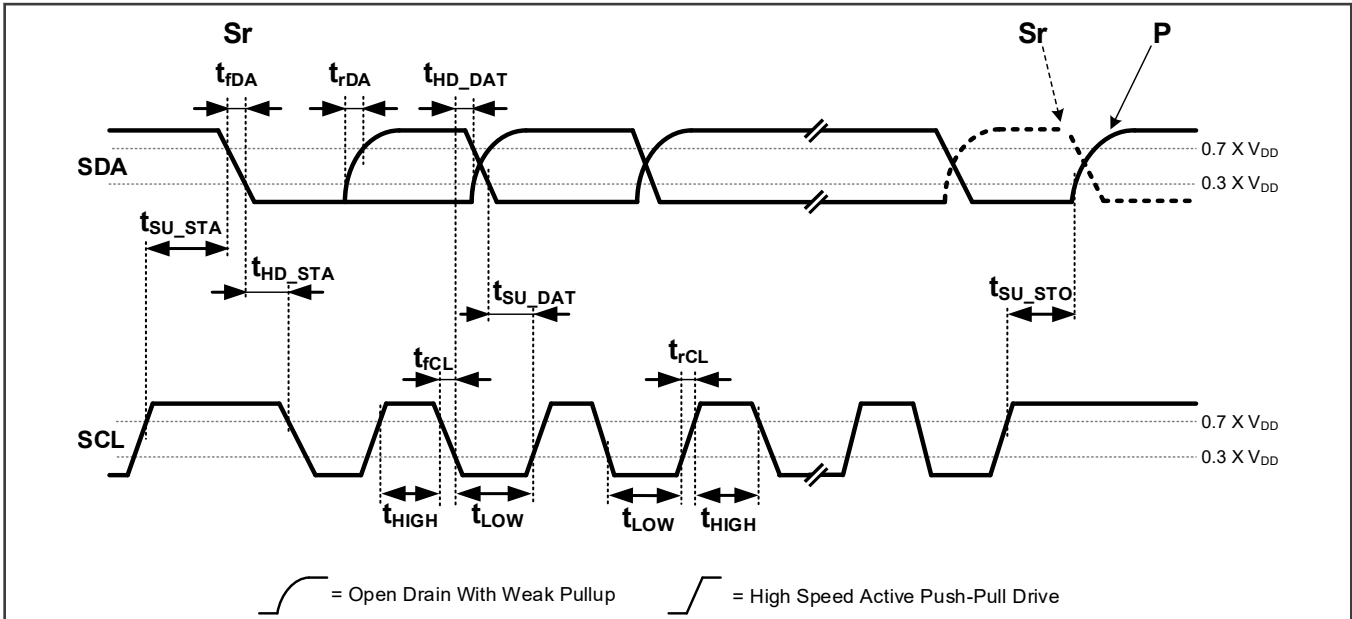 Sr
Sr
P
tfDA
trDA
tHD_DAT
SDA
0.7 X VDD
0.3 X VDD
tSU_STA
tHD_STA
tSU_DAT
tSU_STO
tfCL
trCL
SCL
0.7 X VDD
0.3 X VDD
tHIGH
tLOW
tLOW
tHIGH
= Open Drain With Weak Pullup
= High Speed Active Push-Pull Drive